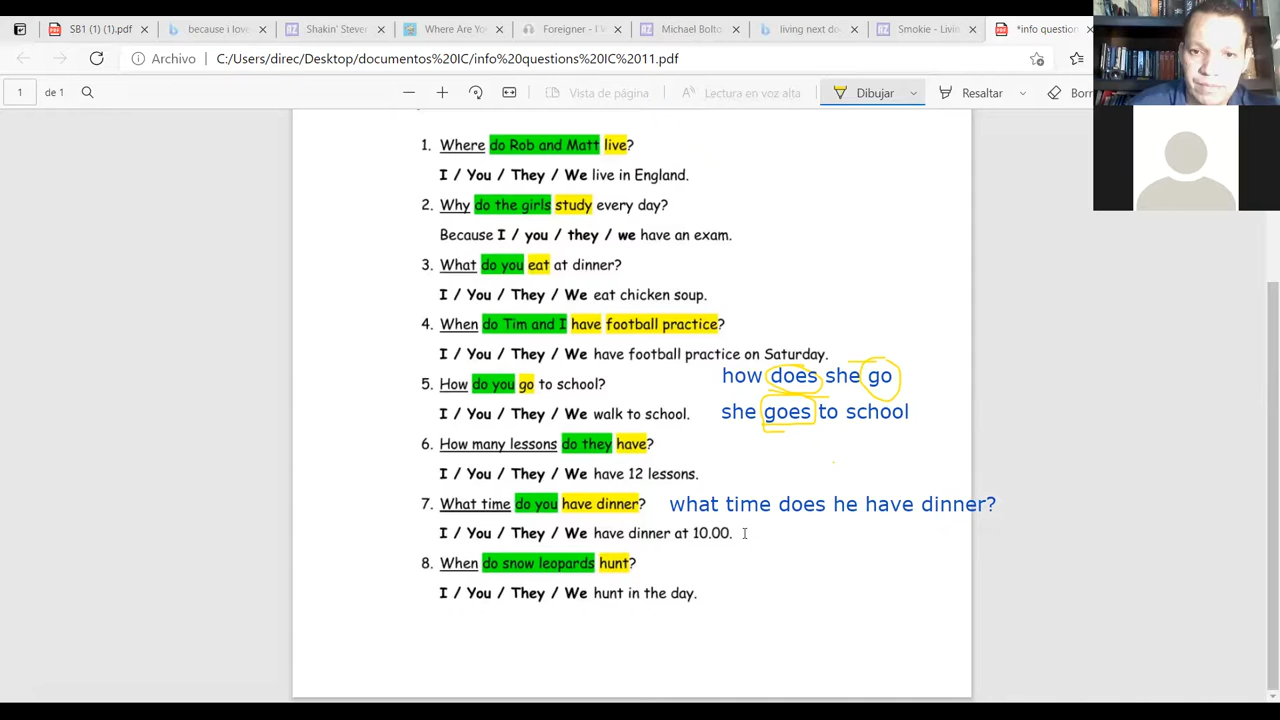 SB1 (1) (1).pdf
because i love
Shakin' Steven
Where Are Yo
Foreigner - I V
Michael Bolto
living next do
Smokie - Livin
*info question
Archivo
C:/Users/direc/Desktop/documentos%20IC/info%20questions%20IC%2011.pdf
1 de 1
Vista de página
Lectura en voz alta
Dibujar
Resaltar
Borr
1. Where do Rob and Matt live?
I / You / They / We live in England.
2. Why do the girls study every day?
Because I / you / they / we have an exam.
3. What do you eat at dinner?
I / You / They / We eat chicken soup.
4. When do Tim and I have football practice?
I / You / They / We have football practice on Saturday.
how does she go
5. How do you go to school?
I / You / They / We walk to school.
she goes to school
6. How many lessons do they have?
I / You / They / We have 12 lessons.
7. What time do you have dinner?
what time does he have dinner?
I / You / They / We have dinner at 10.00.
8. When do snow leopards hunt?
I / You / They / We hunt in the day.